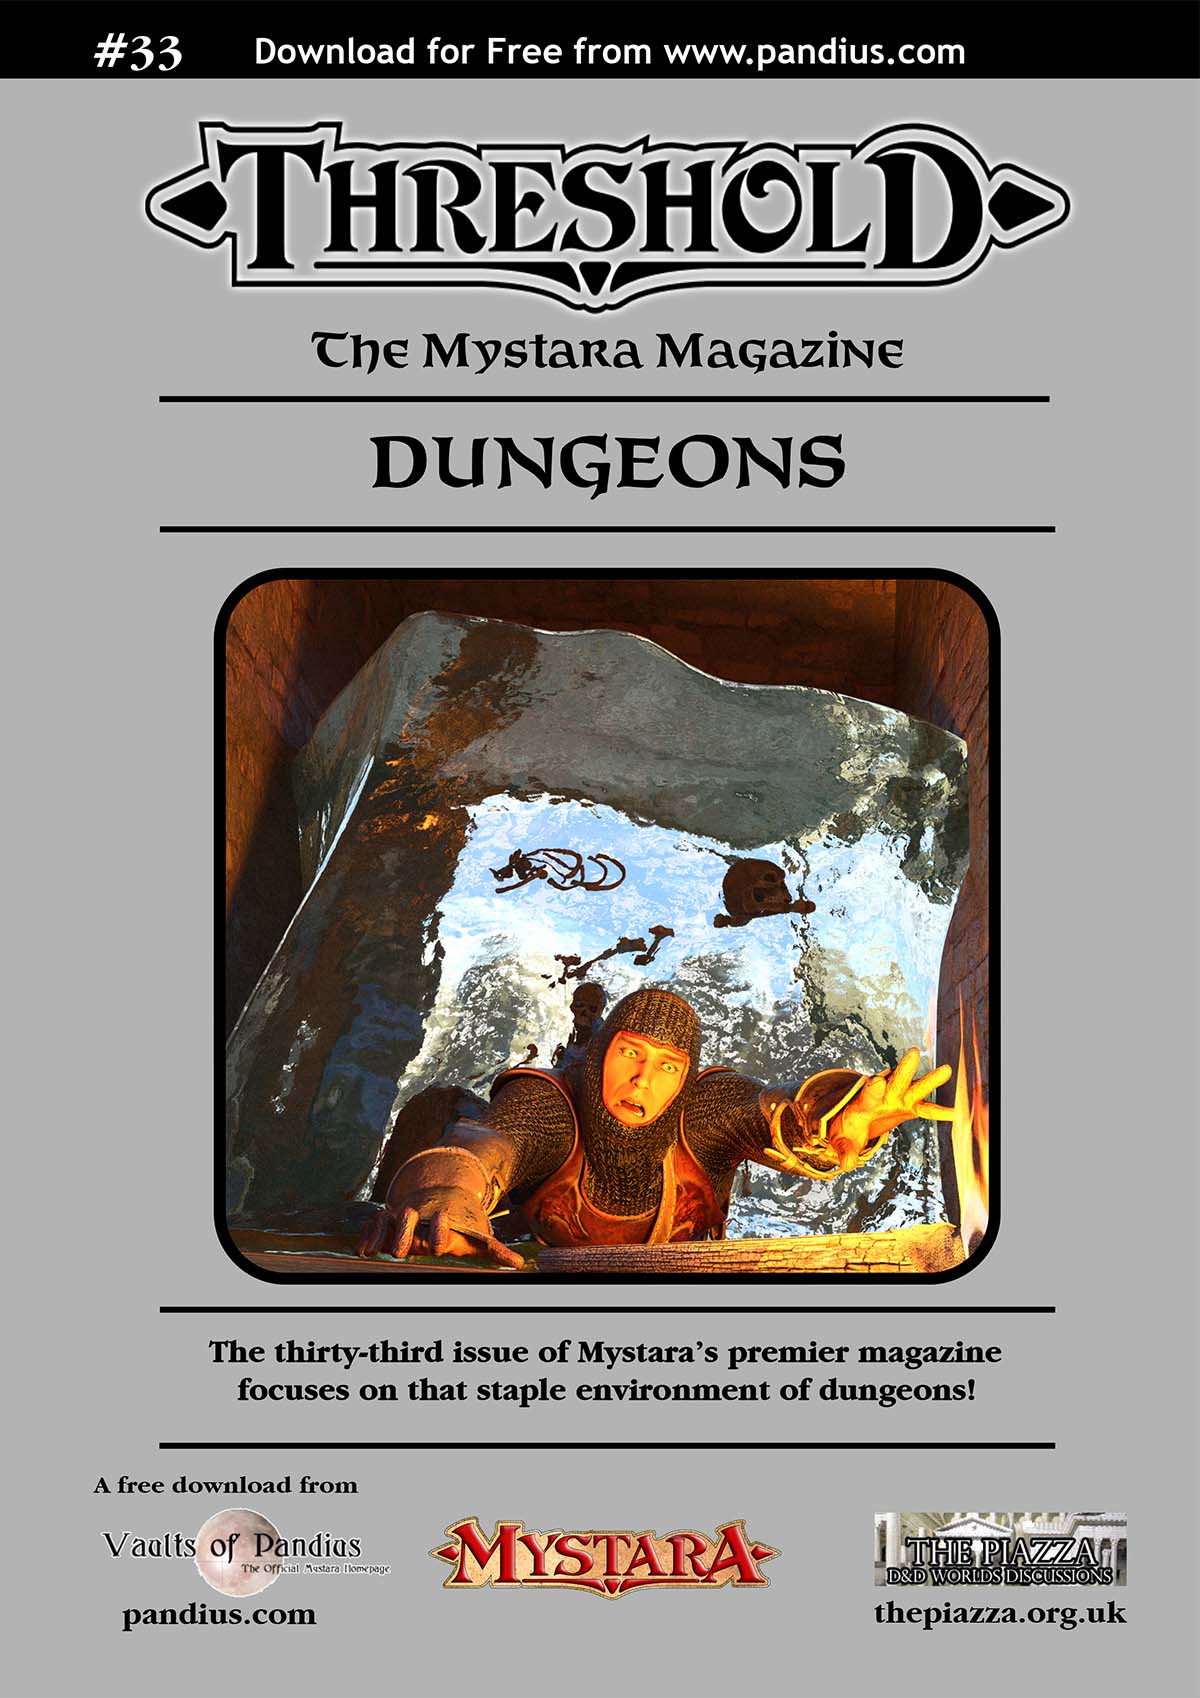 #33 Download for Free from www.pandius.com
THRESHOLD
The Mystara Magazine
DUNGEONS
The thirty-third issue of Mystara’s premier magazine
focuses on that staple environment of dungeons!
A free download from
Vaults of Pandius
The Official Mystara Homepage
pandius.com
MYSTARA
THE PIAZZA
D&D WORLDS DISCUSSIONS
thepiazza.org.uk